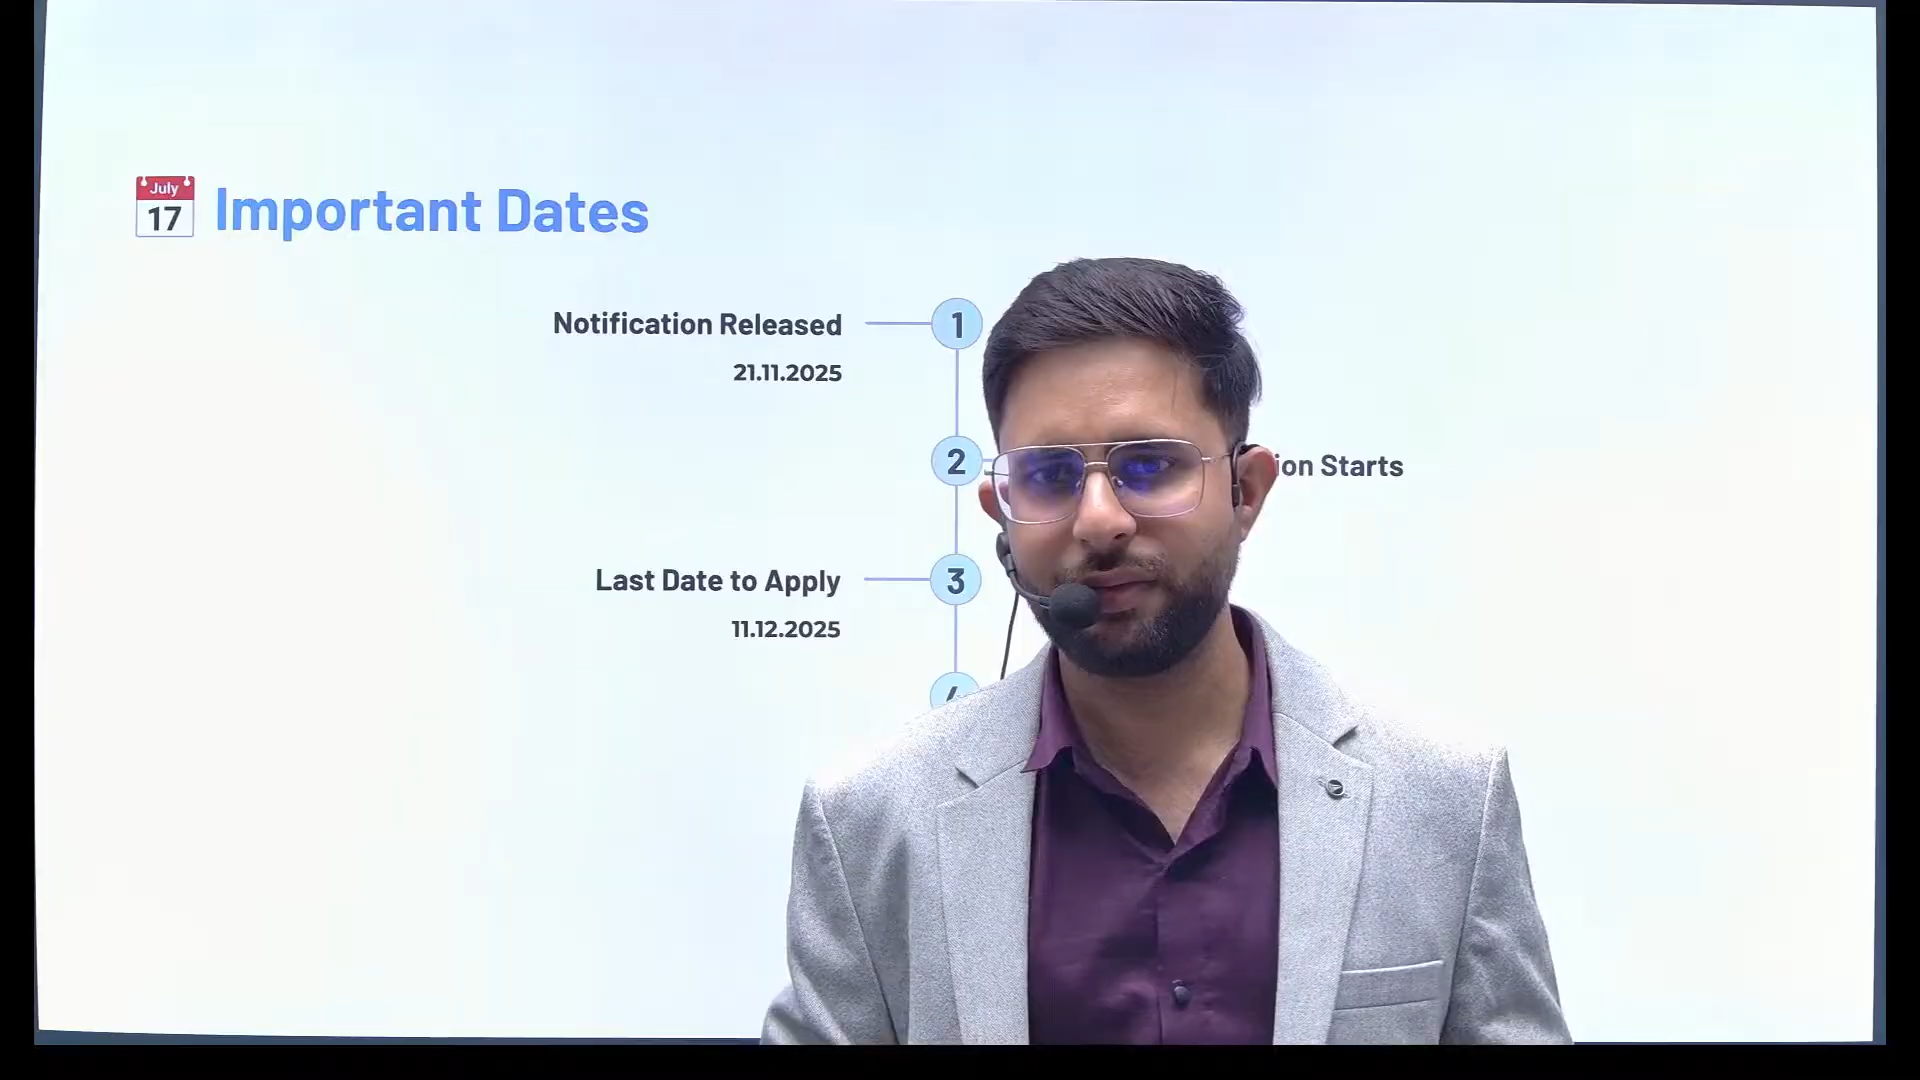 July
17
Important Dates
Notification Released
1
21.11.2025
2
Starts
Last Date to Apply
3
11.12.2025